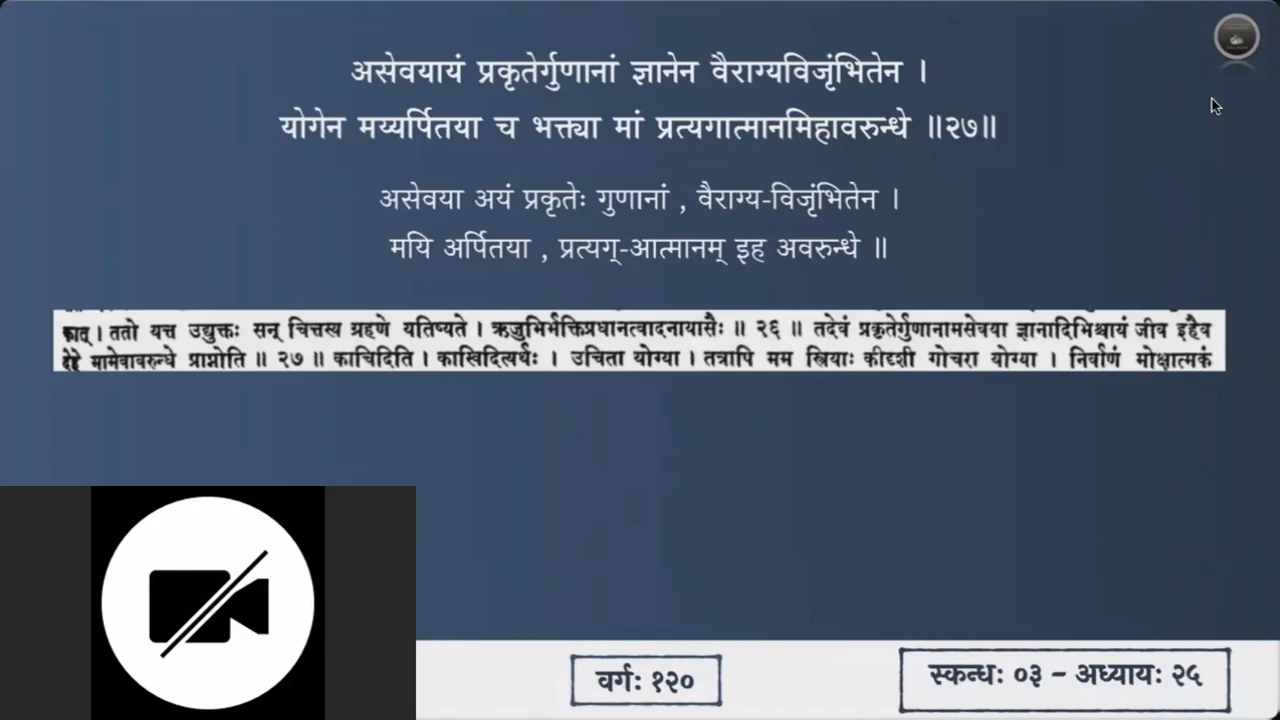 असेवयायं प्रकृतेर्गुणानां ज्ञानेन वैराग्यविजृंभितेन ।
योगेन मय्यर्पितया च भक्त्या मां प्रत्यगात्मानमिहावरुन्धे ॥२७॥
असेवया अयं प्रकृतेः गुणानां , वैराग्य-विजृंभितेन ।
मयि अर्पितया , प्रत्यग्-आत्मानम् इह अवरुन्धे ॥
कात् । ततो यत्त उद्युक्तः सन् चित्तस्य ग्रहणे यतिष्यते । ऋजुभिर्भक्तिप्रधानत्वादनायासैः ॥ २६ ॥ तदेवं प्रकृतेर्गुणानामसेवया ज्ञानादिभिश्चायं जीव इहैव
देहे मामेवावरुन्धे प्राप्नोति ॥ २७ ॥ काचिदिति । कास्विदित्यर्थः । उचिता योग्या । तत्रापि मम स्त्रियाः कीदृशी गोचरा योग्या । निर्वाणं मोक्षात्मकं
वर्गः १२०
स्कन्धः ०३ – अध्यायः २५